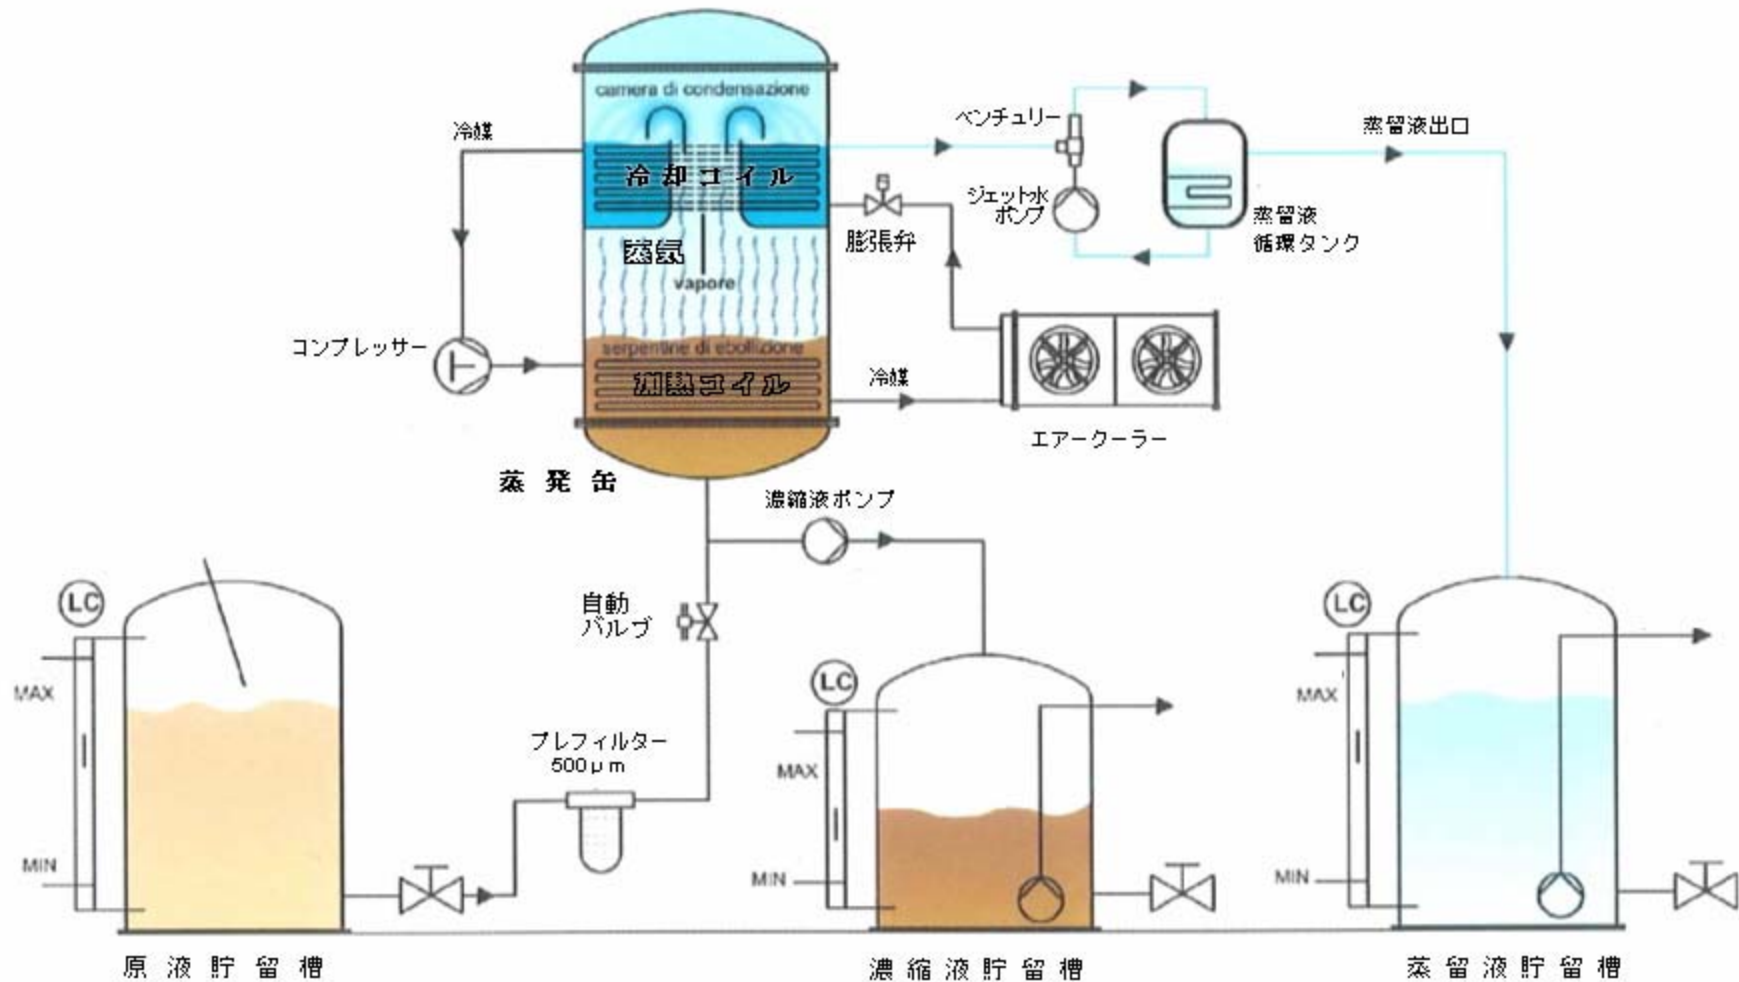 camera di condensazione
冷媒
冷却コイル
ベンチュリー
蒸留液出口
ジェット水
ポンプ
蒸留液
循環タンク
膨張弁
蒸気
vapore
コンプレッサー
serpentine di ebollizione
加熱コイル
冷媒
エアークーラー
蒸発缶
濃縮液ポンプ
自動
バルブ
LC
MAX
MIN
プレフィルター
500μm
LC
MAX
MIN
LC
MAX
MIN
原液貯留槽
濃縮液貯留槽
蒸留液貯留槽